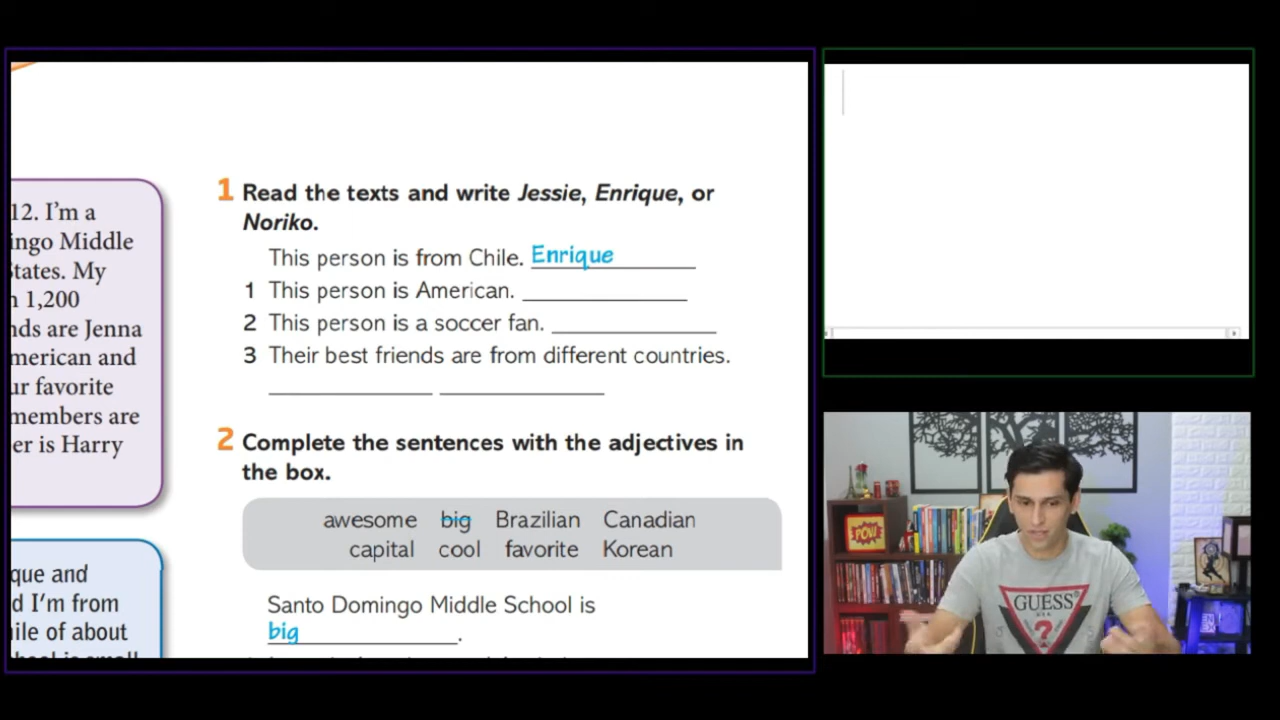 12. I'm a
ingo Middle
States. My
n 1,200
nds are Jenna
merican and
ur favorite
members are
er is Harry
que and
d I'm from
ile of about
1 Read the texts and write Jessie, Enrique, or
Noriko.
This person is from Chile. Enrique
1 This person is American.
2 This person is a soccer fan.
3 Their best friends are from different countries.
2 Complete the sentences with the adjectives in
the box.
awesome big Brazilian Canadian
capital cool favorite Korean
Santo Domingo Middle School is
big .
POW
GUESS
?